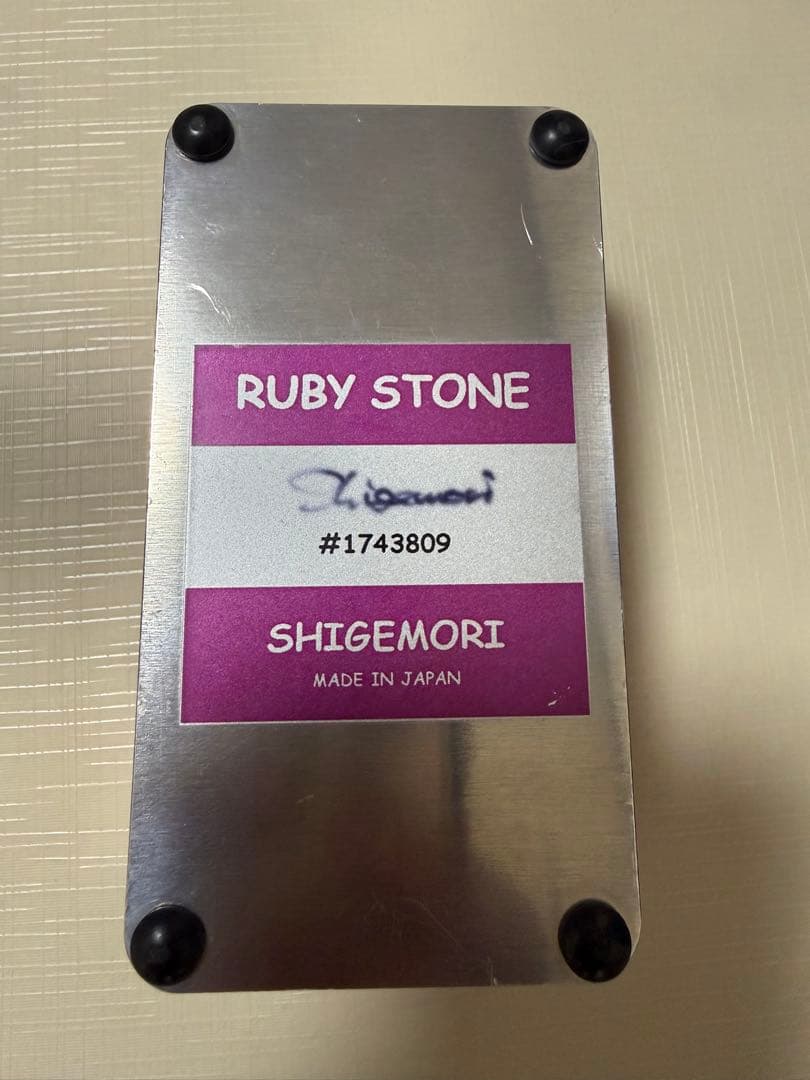 RUBY STONE
Shigemori
#1743809
SHIGEMORI
MADE IN JAPAN